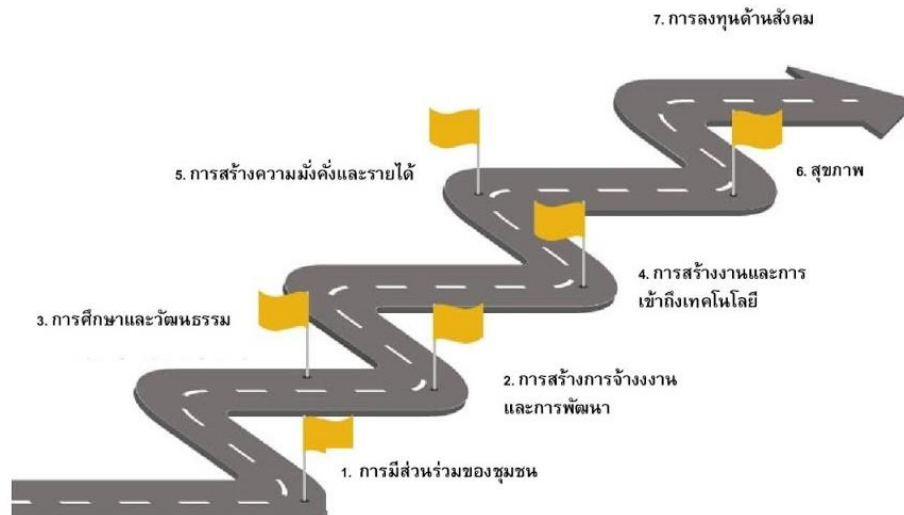 7. การลงทุนด้านสังคม
5. การสร้างความมั่งคั่งและรายได้
6. สุขภาพ
4. การสร้างงานและการ
เข้าถึงเทคโนโลยี
3. การศึกษาและวัฒนธรรม
2. การสร้างการจ้างงงาน
และการพัฒนา
1. การมีส่วนร่วมของชุมชน